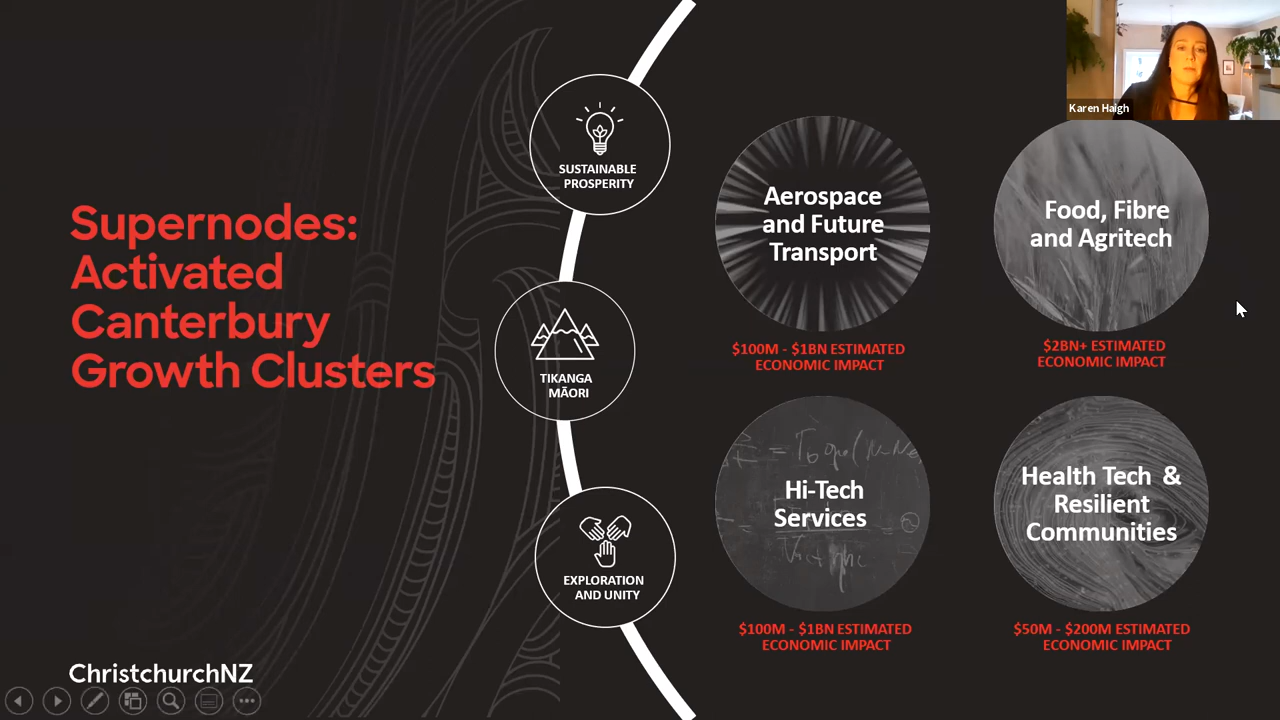 Supernodes:
Activated
Canterbury
Growth Clusters
ChristchurchNZ
SUSTAINABLE
PROSPERITY
TIKANGA
MĀORI
EXPLORATION
AND UNITY
Aerospace
and Future
Transport
$100M - $1BN ESTIMATED
ECONOMIC IMPACT
Food, Fibre
and Agritech
$2BN+ ESTIMATED
ECONOMIC IMPACT
Hi-Tech
Services
$100M - $1BN ESTIMATED
ECONOMIC IMPACT
Health Tech &
Resilient
Communities
$50M - $200M ESTIMATED
ECONOMIC IMPACT
Karen Haigh